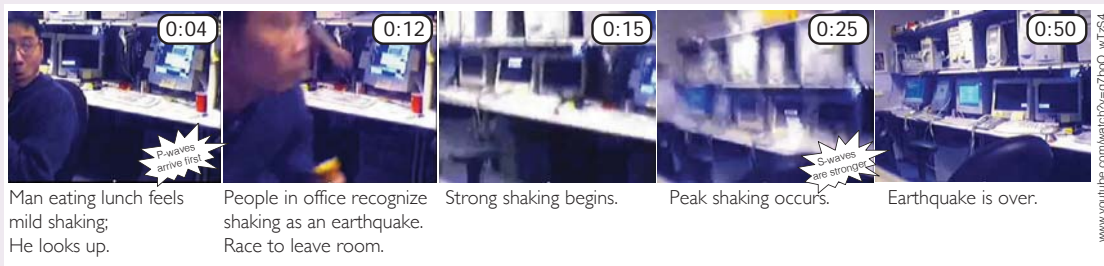 0:04
0:12
0:15
0:25
0:50
P-waves
arrive first
S-waves
are stronger
Man eating lunch feels
mild shaking;
He looks up.
People in office recognize
shaking as an earthquake.
Race to leave room.
Strong shaking begins.
Peak shaking occurs.
Earthquake is over.